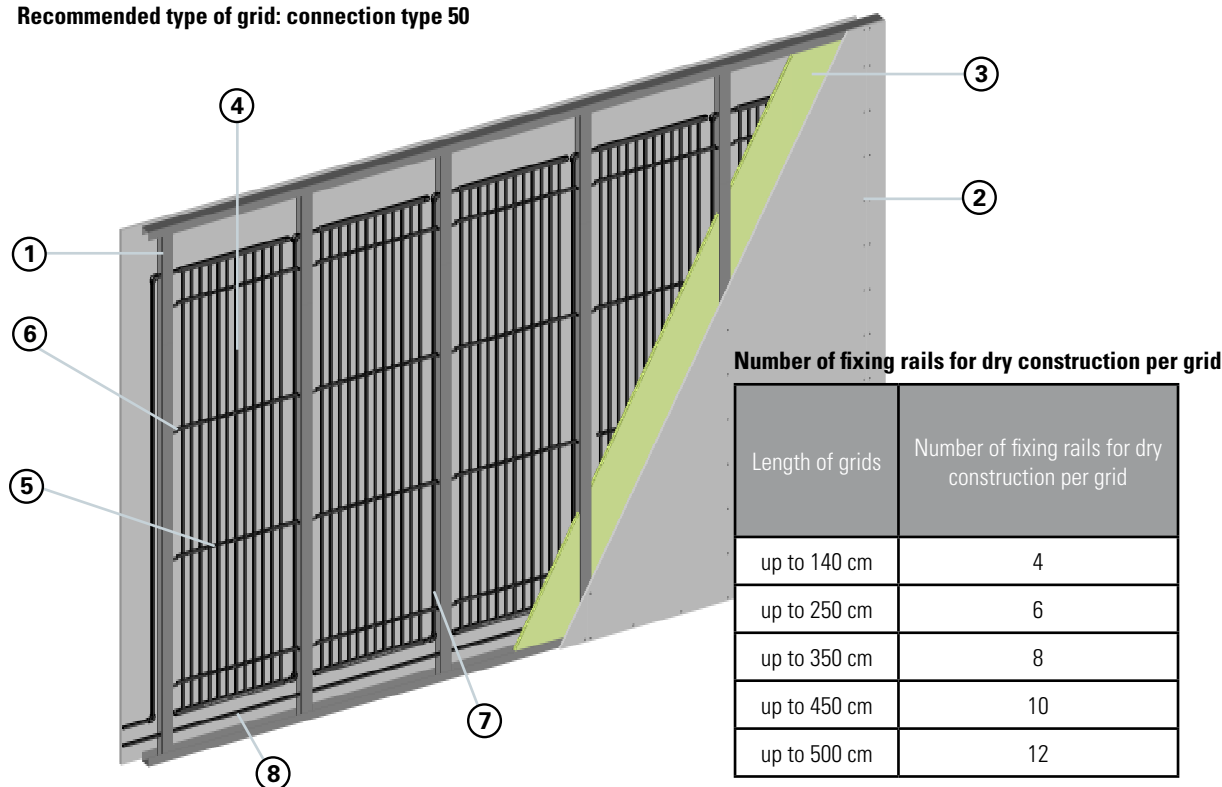 Recommended type of grid: connection type 50
4
3
2
1
6
5
7
8
Number of fixing rails for dry construction per grid
Length of grids
Number of fixing rails for dry
construction per grid
up to 140 cm 4
up to 250 cm 6
up to 350 cm 8
up to 450 cm 10
up to 500 cm 12